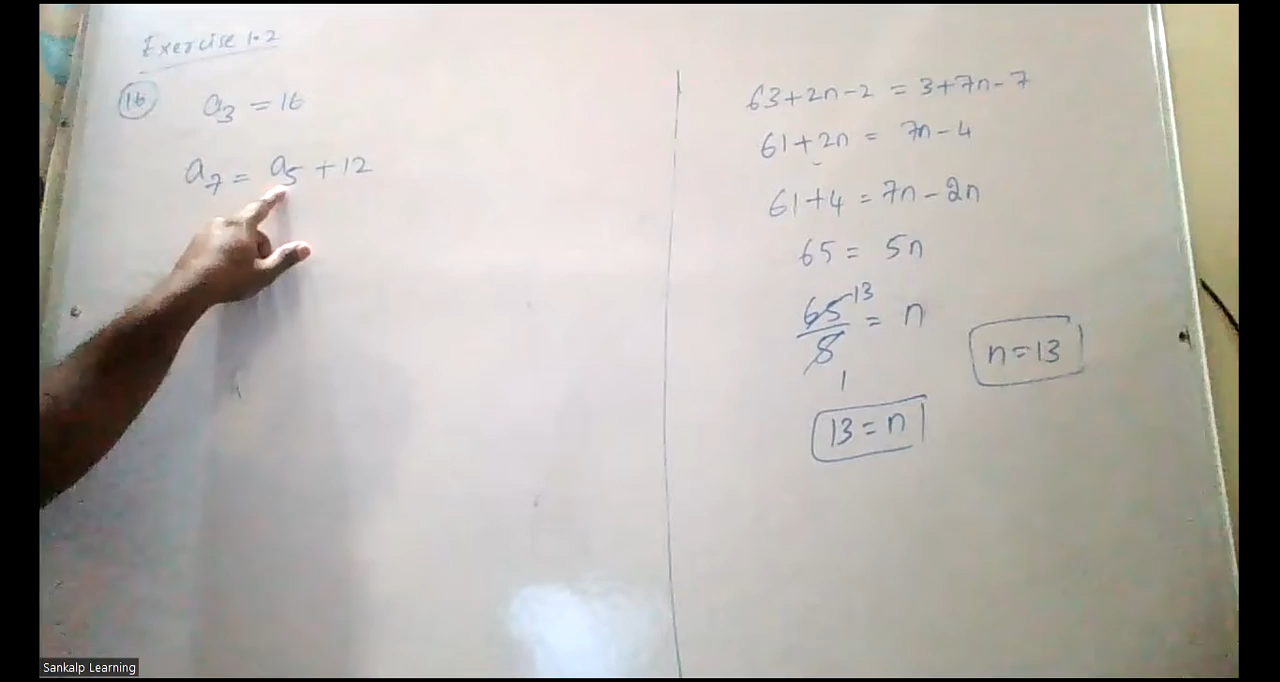 Exercise 1.2
16 a₃ = 16
a₇ = a₅ + 12
63+2n-2 = 3+7n-7
61+2n = 7n-4
61+4 = 7n-2n
65 = 5n
65/5 = n
13
1
n=13
13=n
Sankalp Learning